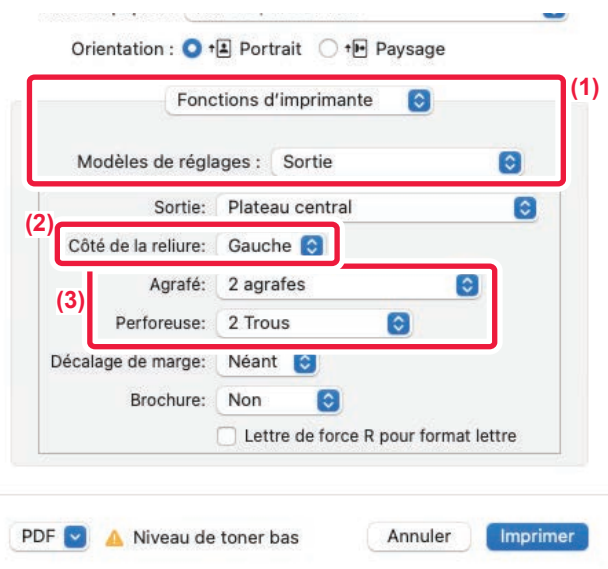 Orientation : Portrait Paysage
(1)
Fonctions d'imprimante
Modèles de réglages : Sortie
Sortie: Plateau central
(2)
Côté de la reliure: Gauche
(3)
Agrafé: 2 agrafes
Perforeuse: 2 Trous
Décalage de marge: Néant
Brochure: Non
Lettre de force R pour format lettre
PDF Niveau de toner bas Annuler Imprimer